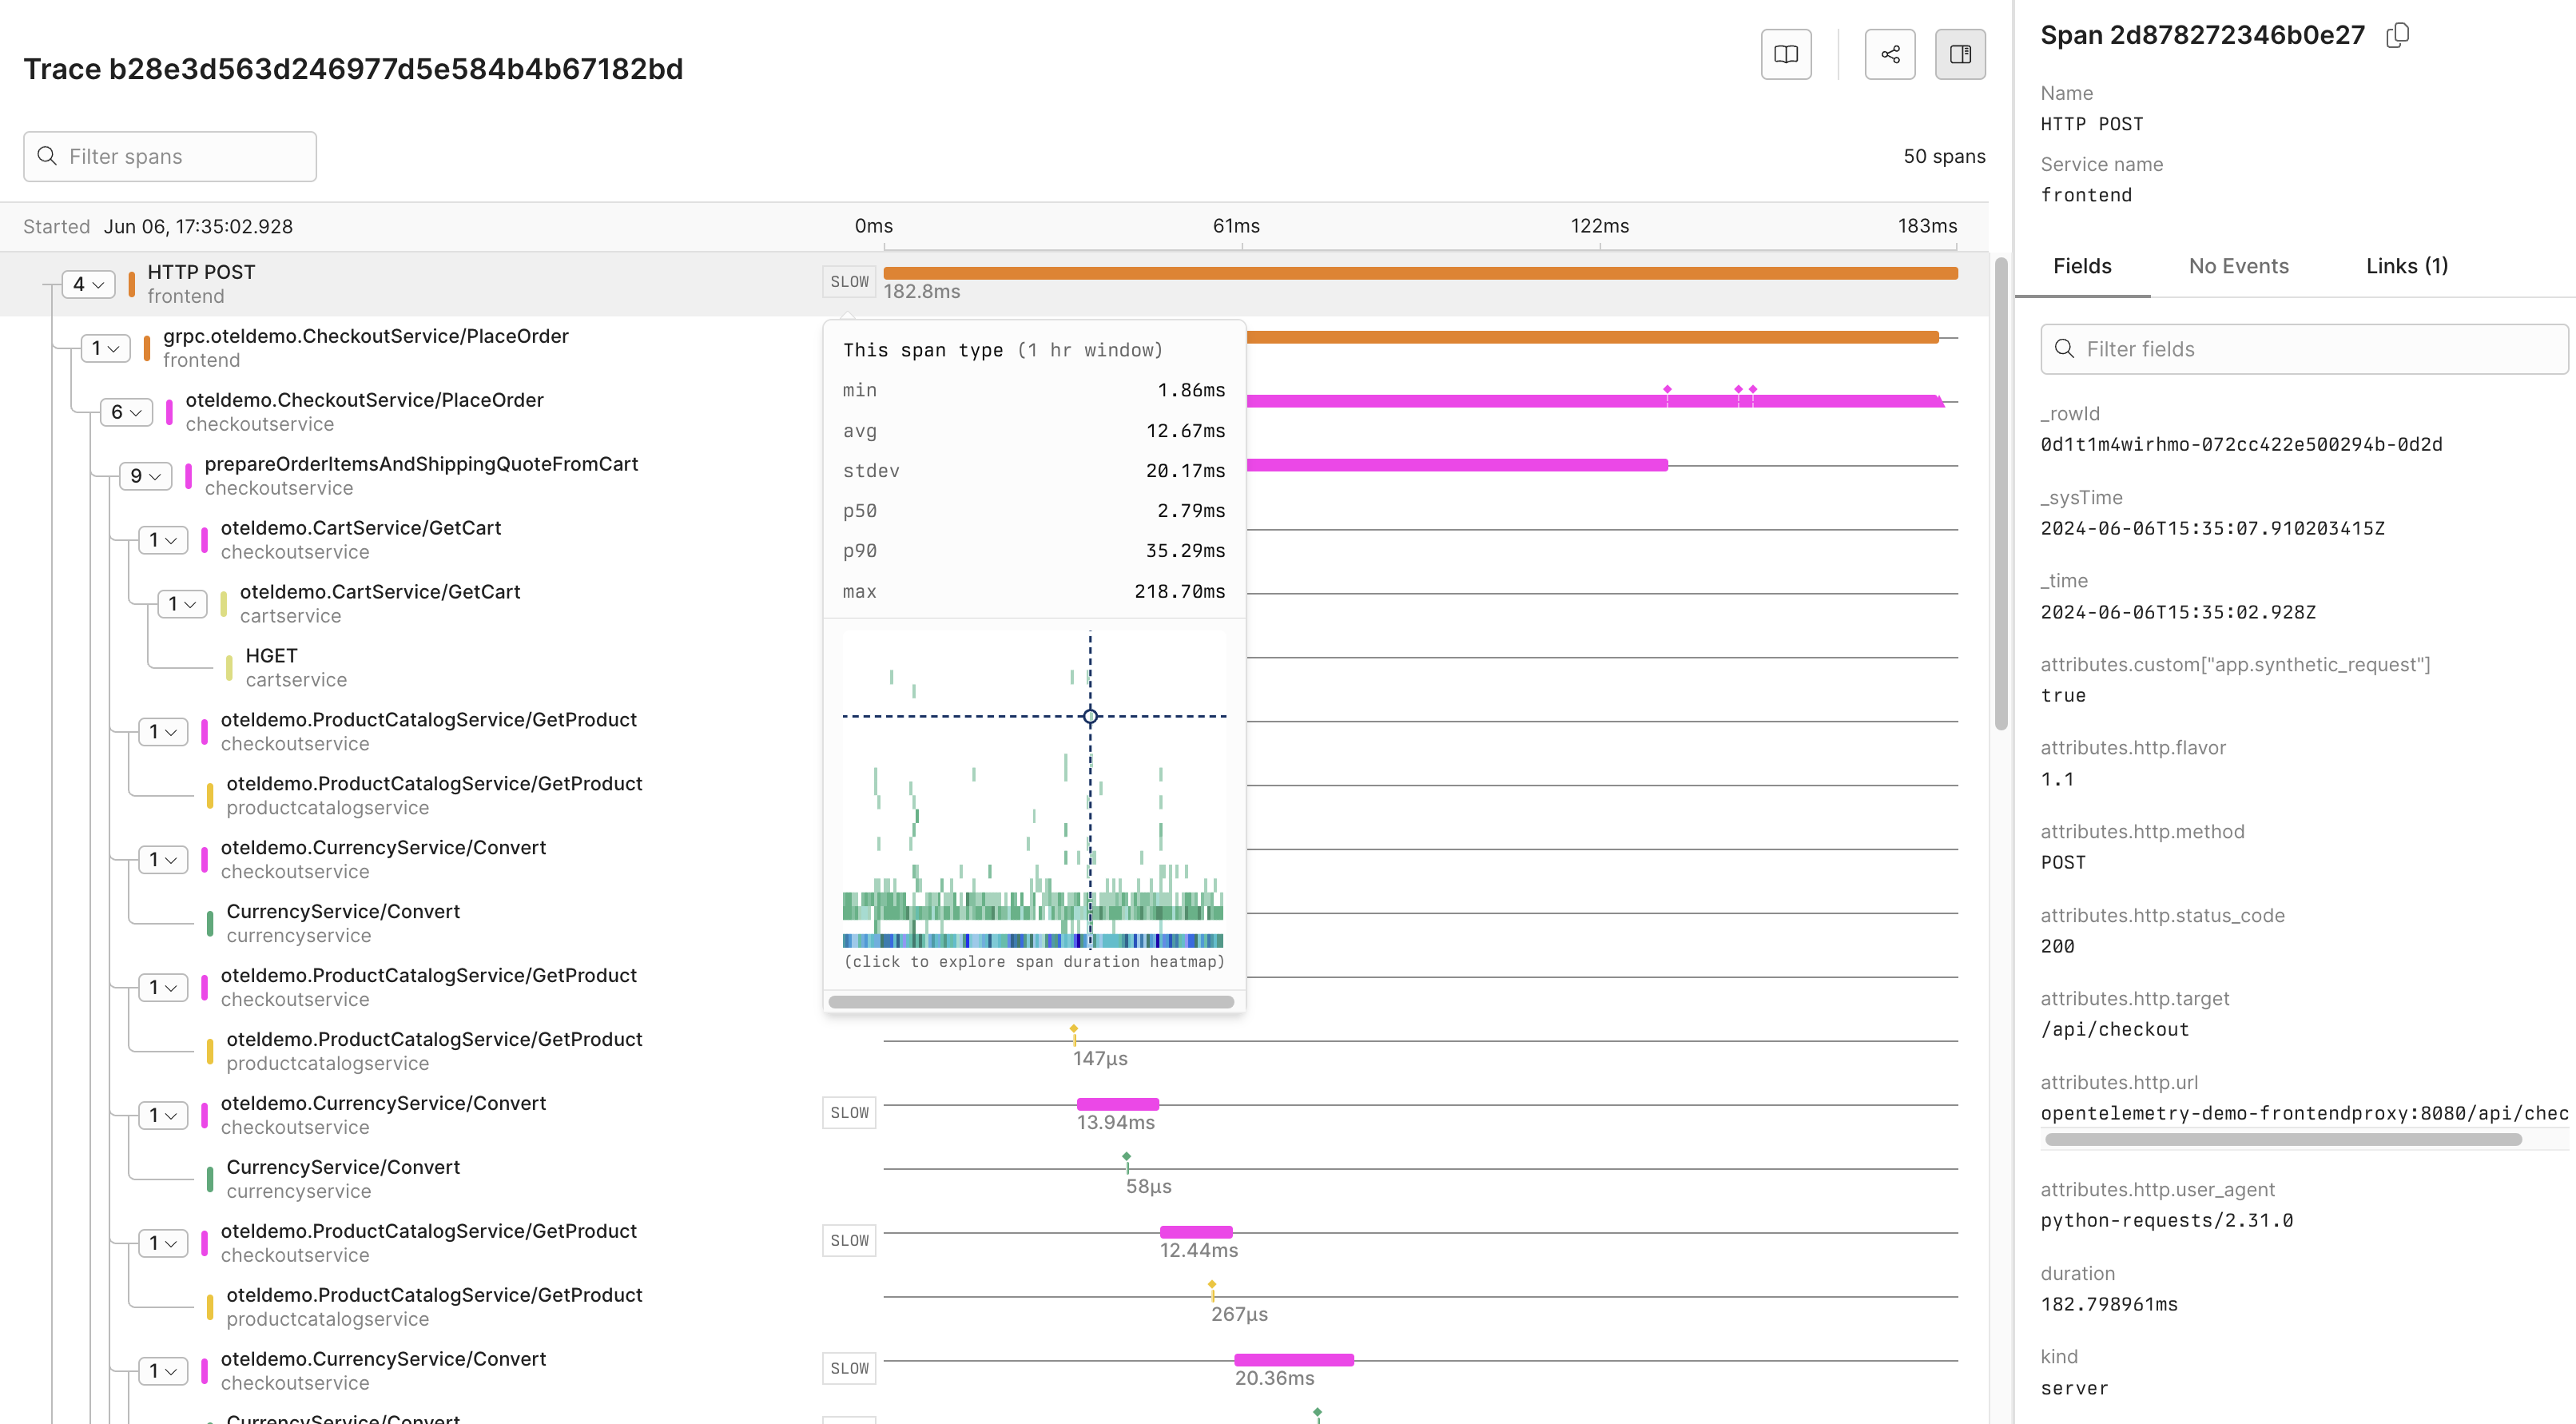 Trace b28e3d563d246977d5e584b4b67182bd
Filter spans
50 spans
Started Jun 06, 17:35:02.928
0ms 61ms 122ms 183ms
4 HTTP POST
frontend
SLOW
182.8ms
1 grpc.oteldemo.CheckoutService/PlaceOrder
frontend
6 oteldemo.CheckoutService/PlaceOrder
checkoutservice
9 prepareOrderItemsAndShippingQuoteFromCart
checkoutservice
1 oteldemo.CartService/GetCart
checkoutservice
1 oteldemo.CartService/GetCart
cartservice
HGET
cartservice
1 oteldemo.ProductCatalogService/GetProduct
checkoutservice
oteldemo.ProductCatalogService/GetProduct
productcatalogservice
1 oteldemo.CurrencyService/Convert
checkoutservice
CurrencyService/Convert
currencyservice
1 oteldemo.ProductCatalogService/GetProduct
checkoutservice
oteldemo.ProductCatalogService/GetProduct
productcatalogservice
147μs
1 oteldemo.CurrencyService/Convert
checkoutservice
SLOW
13.94ms
CurrencyService/Convert
currencyservice
58μs
1 oteldemo.ProductCatalogService/GetProduct
checkoutservice
SLOW
12.44ms
oteldemo.ProductCatalogService/GetProduct
productcatalogservice
267μs
1 oteldemo.CurrencyService/Convert
checkoutservice
SLOW
20.36ms
CurrencyService/Convert
This span type (1 hr window)
min 1.86ms
avg 12.67ms
stdev 20.17ms
p50 2.79ms
p90 35.29ms
max 218.70ms
(click to explore span duration heatmap)
Span 2d878272346b0e27
Name
HTTP POST
Service name
frontend
Fields No Events Links (1)
Filter fields
_rowId
0d1t1m4wirhmo-072cc422e500294b-0d2d
_sysTime
2024-06-06T15:35:07.910203415Z
_time
2024-06-06T15:35:02.928Z
attributes.custom["app.synthetic_request"]
true
attributes.http.flavor
1.1
attributes.http.method
POST
attributes.http.status_code
200
attributes.http.target
/api/checkout
attributes.http.url
opentelemetry-demo-frontendproxy:8080/api/chec
attributes.http.user_agent
python-requests/2.31.0
duration
182.798961ms
kind
server